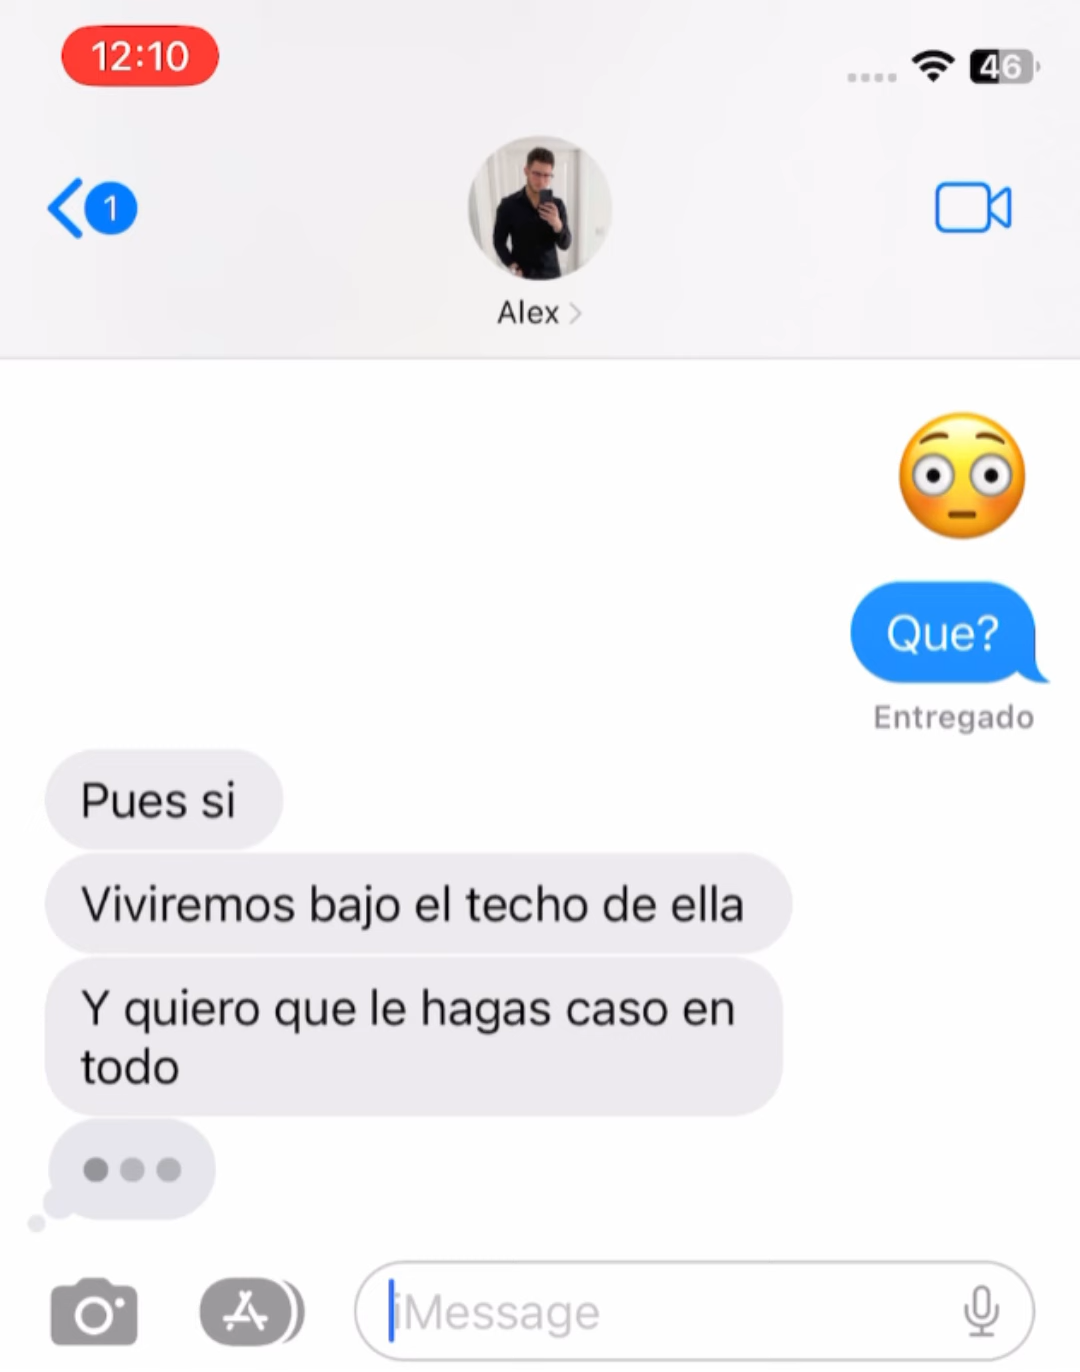 12:10
46
1
Alex
Que?
Entregado
Pues si
Viviremos bajo el techo de ella
Y quiero que le hagas caso en
todo
iMessage